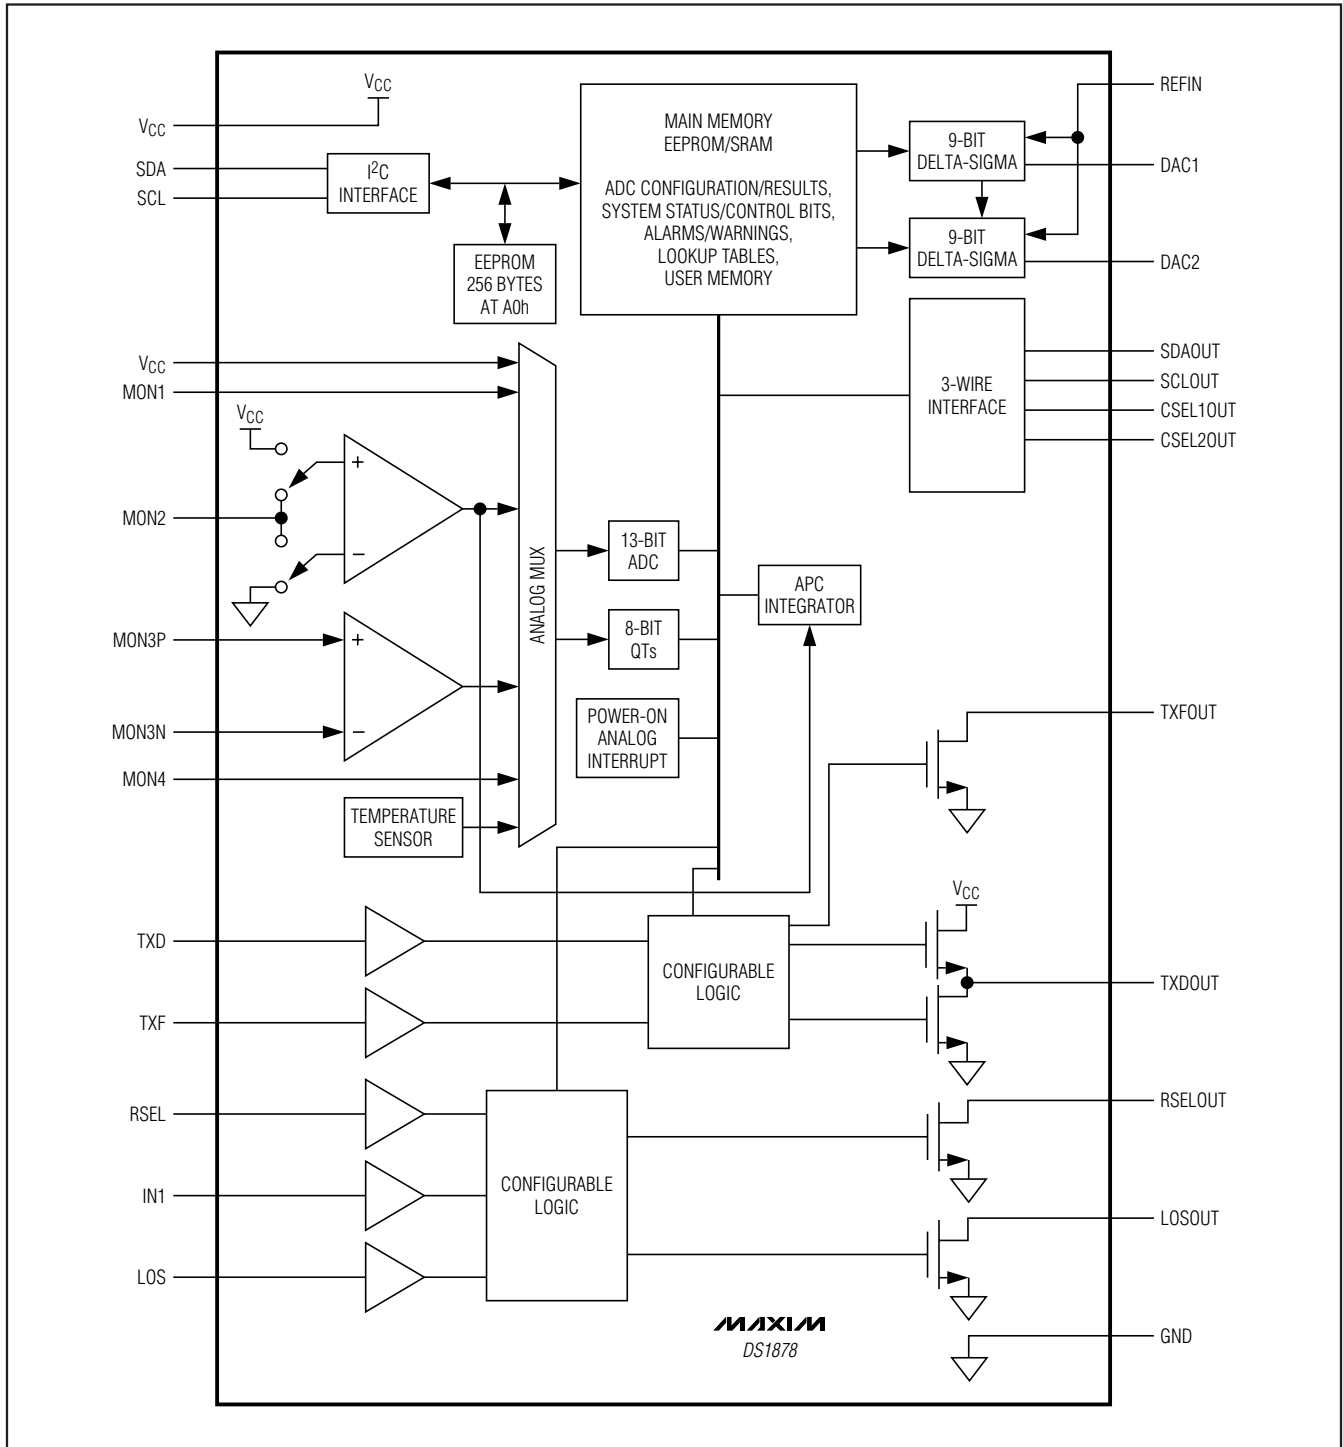 VCC
REFIN
VCC
SDA
SCL
I2C
INTERFACE
EEPROM
256 BYTES
AT A0h
MAIN MEMORY
EEPROM/SRAM
ADC CONFIGURATION/RESULTS,
SYSTEM STATUS/CONTROL BITS,
ALARMS/WARNINGS,
LOOKUP TABLES,
USER MEMORY
9-BIT
DELTA-SIGMA
DAC1
9-BIT
DELTA-SIGMA
DAC2
3-WIRE
INTERFACE
SDAOUT
SCLOUT
CSEL1OUT
CSEL2OUT
VCC
MON1
VCC
+
MON2
−
MON3P
+
MON3N
−
MON4
TEMPERATURE
SENSOR
ANALOG MUX
13-BIT
ADC
8-BIT
QTs
POWER-ON
ANALOG
INTERRUPT
APC
INTEGRATOR
TXFOUT
VCC
TXD
TXF
CONFIGURABLE
LOGIC
TXDOUT
RSEL
IN1
LOS
CONFIGURABLE
LOGIC
RSELOUT
LOSOUT
MAXIM
DS1878
GND